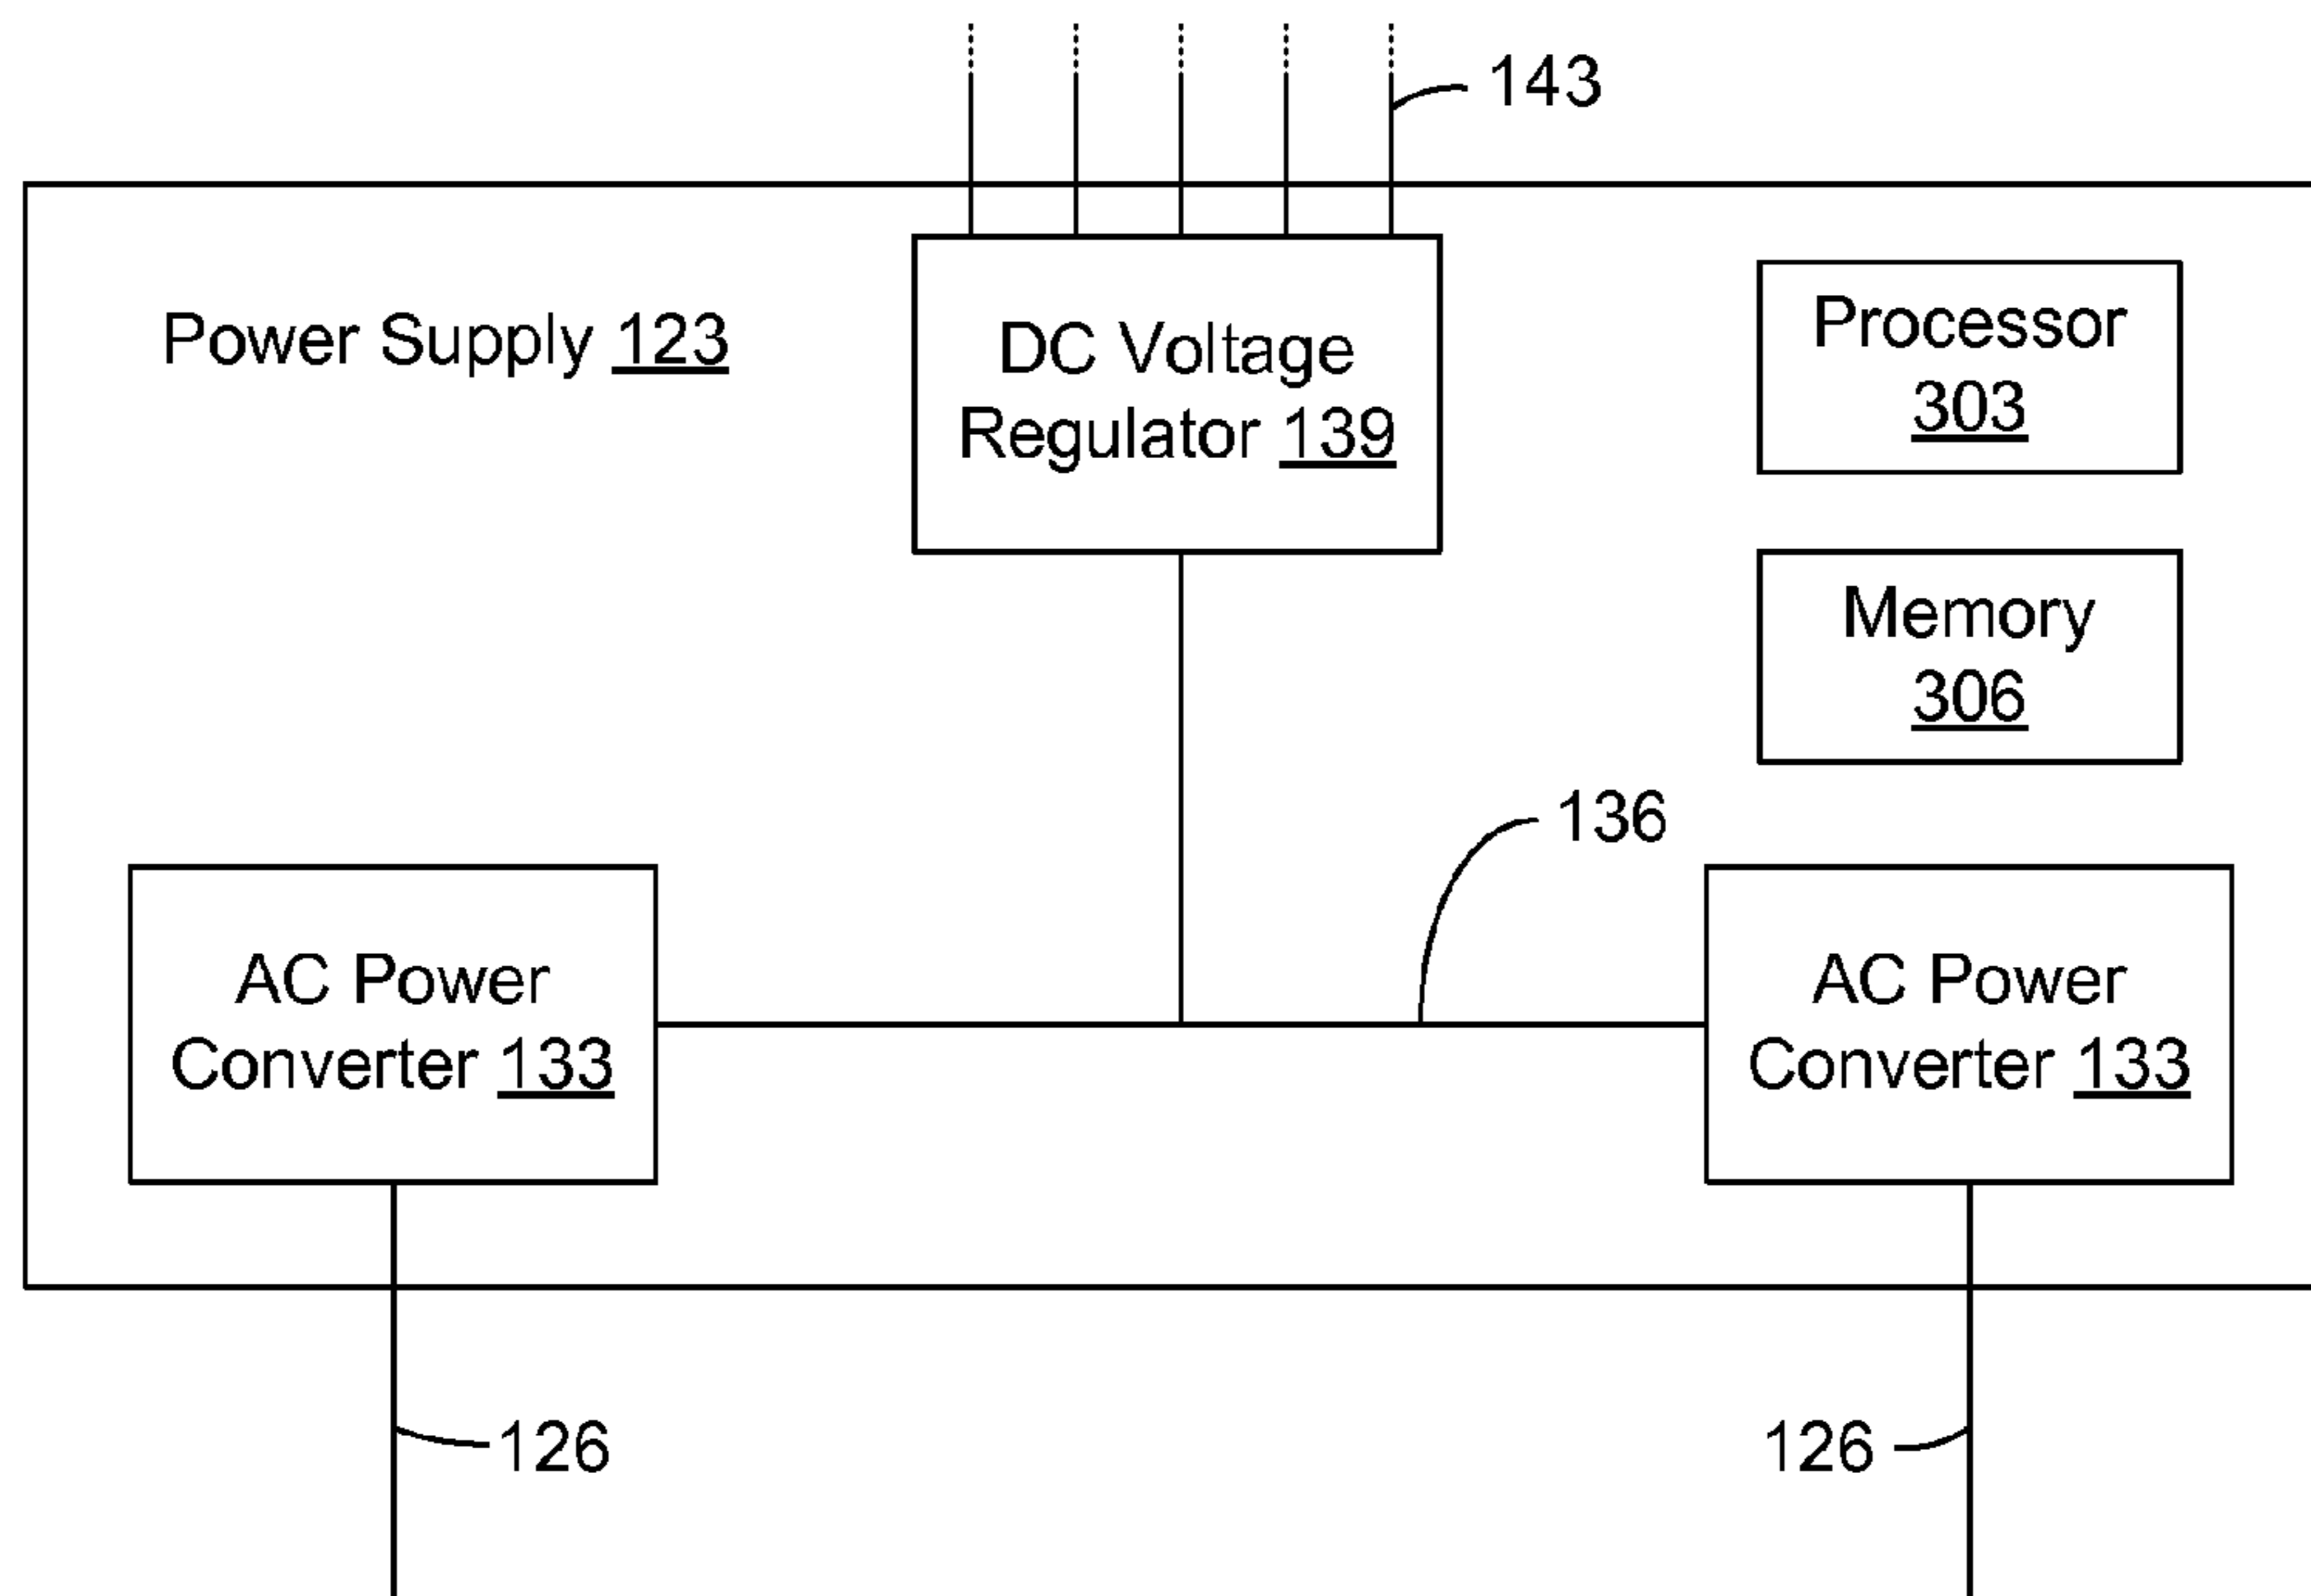 143
Power Supply 123
DC Voltage
Regulator 139
Processor
303
Memory
306
136
AC Power
Converter 133
AC Power
Converter 133
126
126